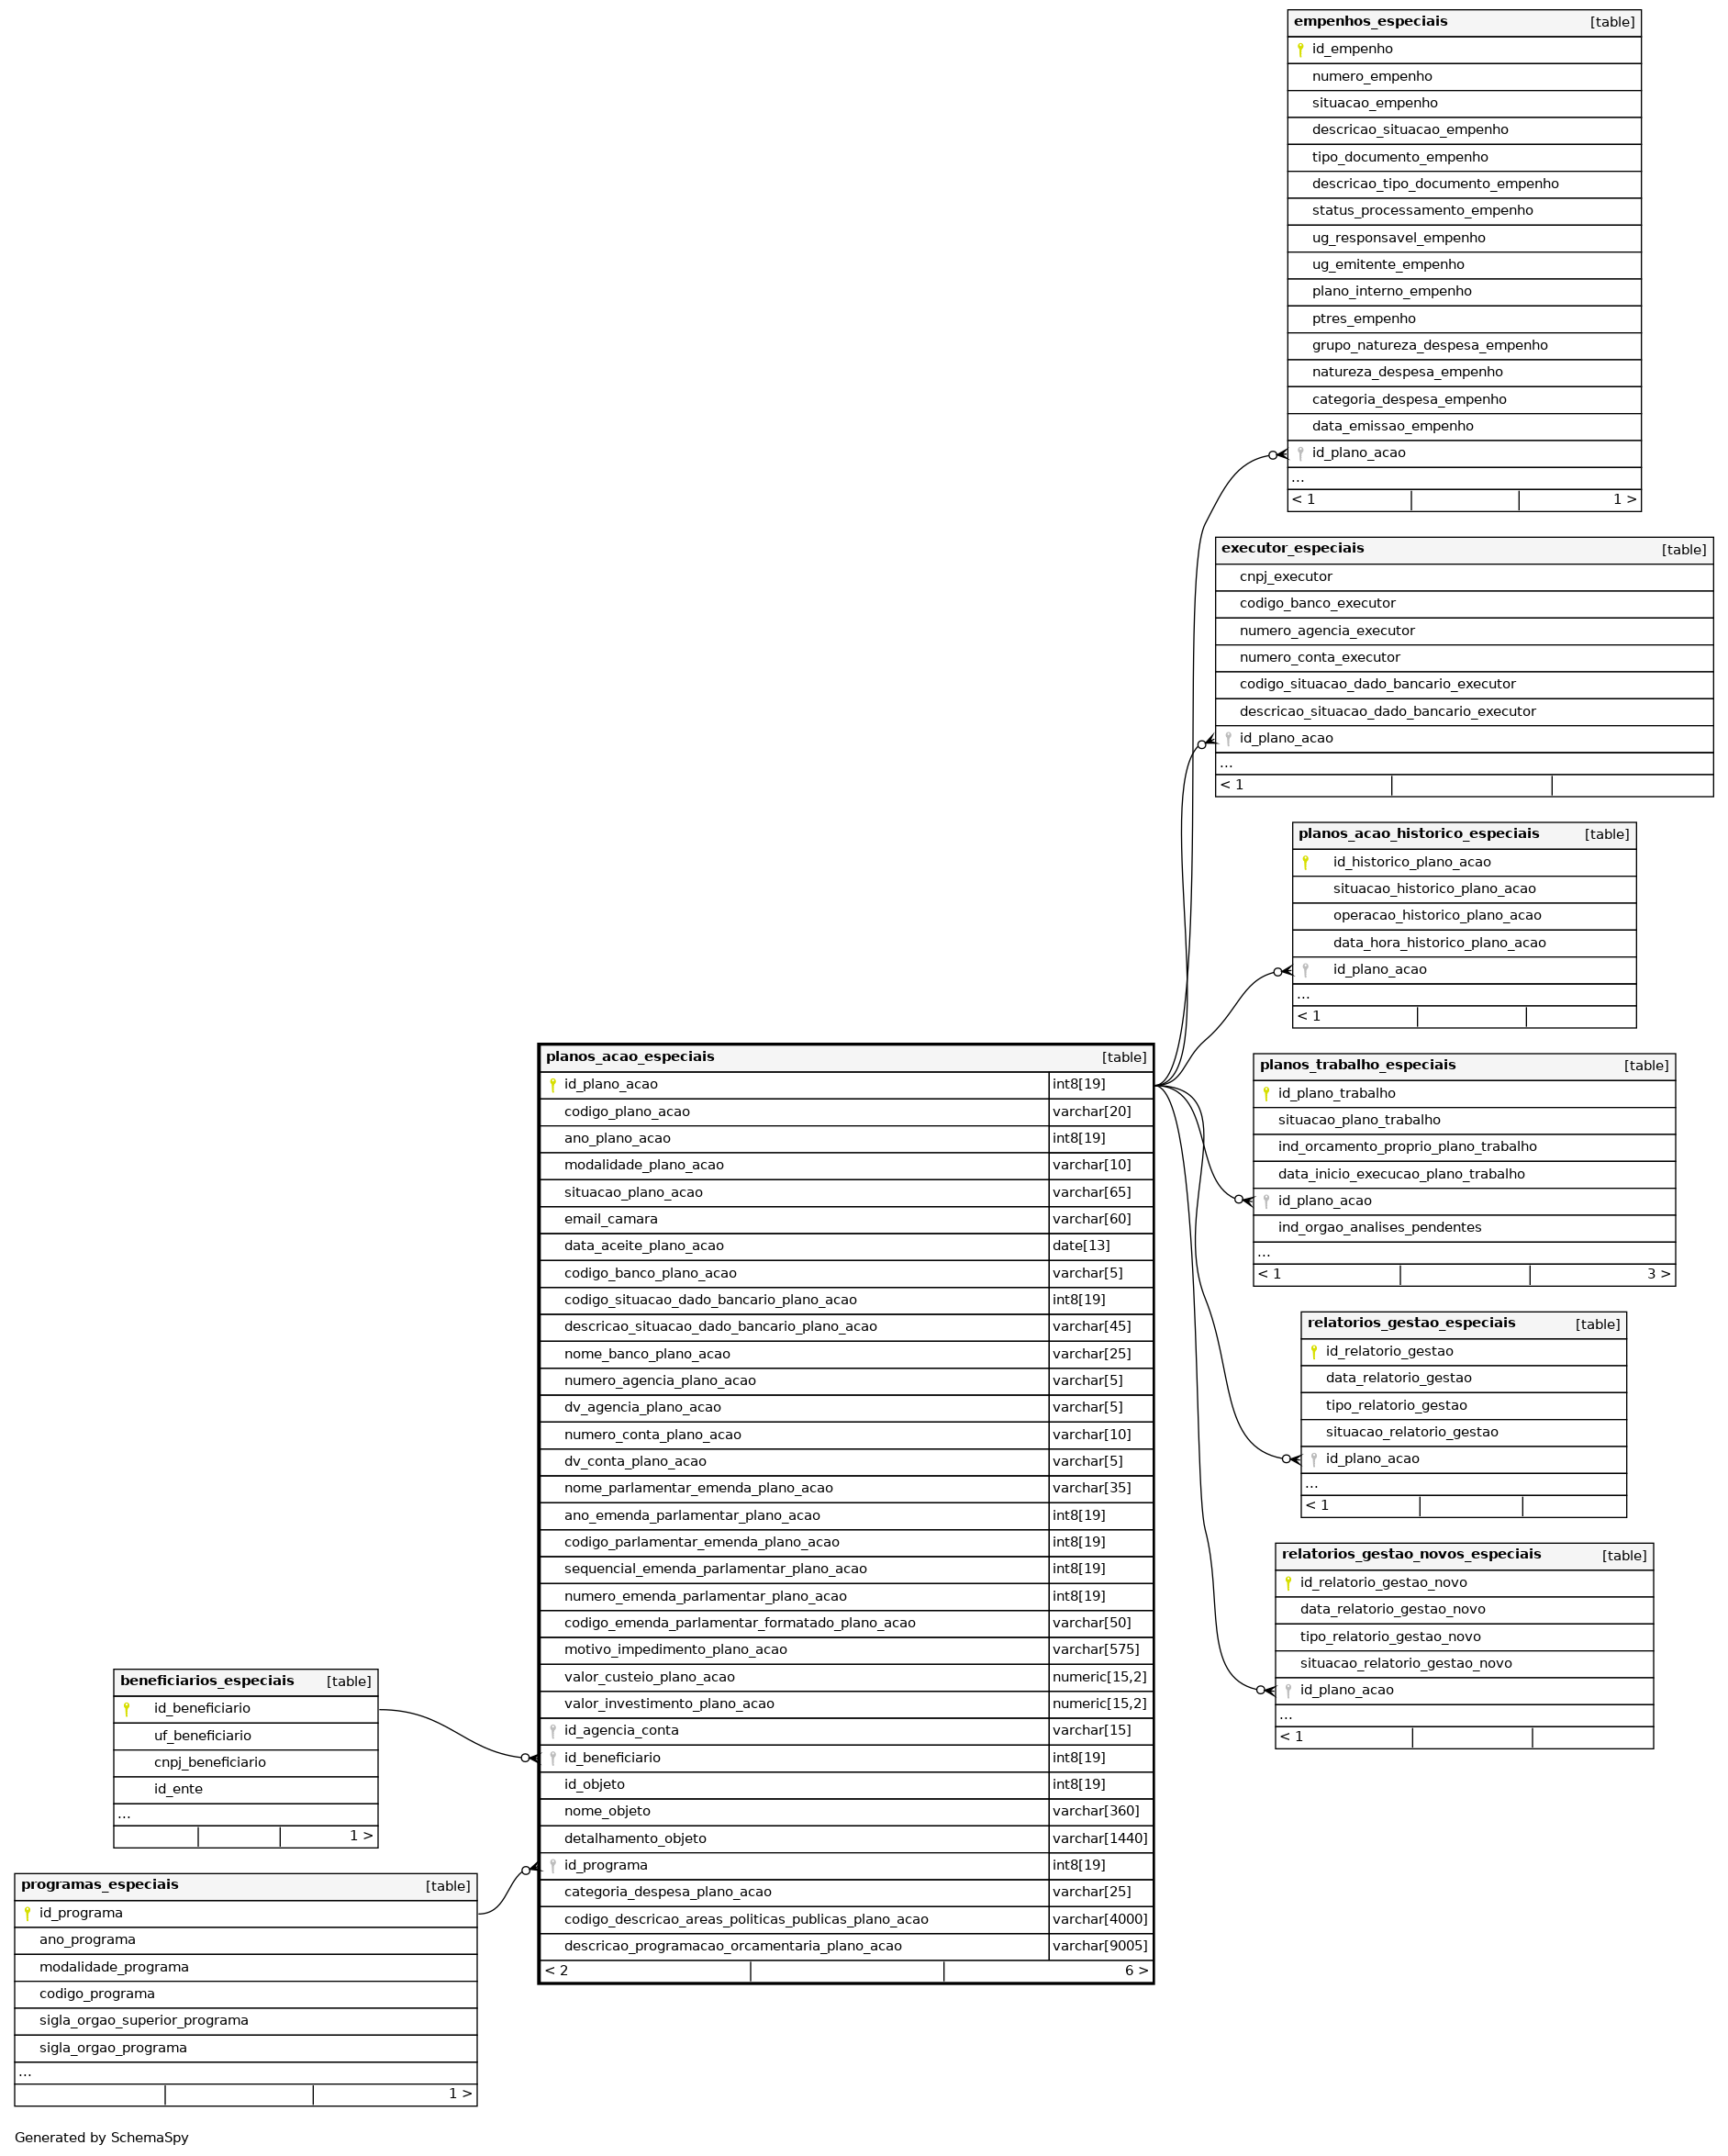 empenhos_especiais [table]
id_empenho
numero_empenho
situacao_empenho
descricao_situacao_empenho
tipo_documento_empenho
descricao_tipo_documento_empenho
status_processamento_empenho
ug_responsavel_empenho
ug_emitente_empenho
plano_interno_empenho
ptres_empenho
grupo_natureza_despesa_empenho
natureza_despesa_empenho
categoria_despesa_empenho
data_emissao_empenho
id_plano_acao
...
< 1 1 >
executor_especiais [table]
cnpj_executor
codigo_banco_executor
numero_agencia_executor
numero_conta_executor
codigo_situacao_dado_bancario_executor
descricao_situacao_dado_bancario_executor
id_plano_acao
...
< 1
planos_acao_historico_especiais [table]
id_historico_plano_acao
situacao_historico_plano_acao
operacao_historico_plano_acao
data_hora_historico_plano_acao
id_plano_acao
...
< 1
planos_trabalho_especiais [table]
id_plano_trabalho
situacao_plano_trabalho
ind_orcamento_proprio_plano_trabalho
data_inicio_execucao_plano_trabalho
id_plano_acao
ind_orgao_analises_pendentes
...
< 1 3 >
relatorios_gestao_especiais [table]
id_relatorio_gestao
data_relatorio_gestao
tipo_relatorio_gestao
situacao_relatorio_gestao
id_plano_acao
...
< 1
relatorios_gestao_novos_especiais [table]
id_relatorio_gestao_novo
data_relatorio_gestao_novo
tipo_relatorio_gestao_novo
situacao_relatorio_gestao_novo
id_plano_acao
...
< 1
planos_acao_especiais [table]
id_plano_acao int8[19]
codigo_plano_acao varchar[20]
ano_plano_acao int8[19]
modalidade_plano_acao varchar[10]
situacao_plano_acao varchar[65]
email_camara varchar[60]
data_aceite_plano_acao date[13]
codigo_banco_plano_acao varchar[5]
codigo_situacao_dado_bancario_plano_acao int8[19]
descricao_situacao_dado_bancario_plano_acao varchar[45]
nome_banco_plano_acao varchar[25]
numero_agencia_plano_acao varchar[5]
dv_agencia_plano_acao varchar[5]
numero_conta_plano_acao varchar[10]
dv_conta_plano_acao varchar[5]
nome_parlamentar_emenda_plano_acao varchar[35]
ano_emenda_parlamentar_plano_acao int8[19]
codigo_parlamentar_emenda_plano_acao int8[19]
sequencial_emenda_parlamentar_plano_acao int8[19]
numero_emenda_parlamentar_plano_acao int8[19]
codigo_emenda_parlamentar_formatado_plano_acao varchar[50]
motivo_impedimento_plano_acao varchar[575]
valor_custeio_plano_acao numeric[15,2]
valor_investimento_plano_acao numeric[15,2]
id_agencia_conta varchar[15]
id_beneficiario int8[19]
id_objeto int8[19]
nome_objeto varchar[360]
detalhamento_objeto varchar[1440]
id_programa int8[19]
categoria_despesa_plano_acao varchar[25]
codigo_descricao_areas_politicas_publicas_plano_acao varchar[4000]
descricao_programacao_orcamentaria_plano_acao varchar[9005]
< 2 6 >
beneficiarios_especiais [table]
id_beneficiario
uf_beneficiario
cnpj_beneficiario
id_ente
...
1 >
programas_especiais [table]
id_programa
ano_programa
modalidade_programa
codigo_programa
sigla_orgao_superior_programa
sigla_orgao_programa
...
1 >
Generated by SchemaSpy